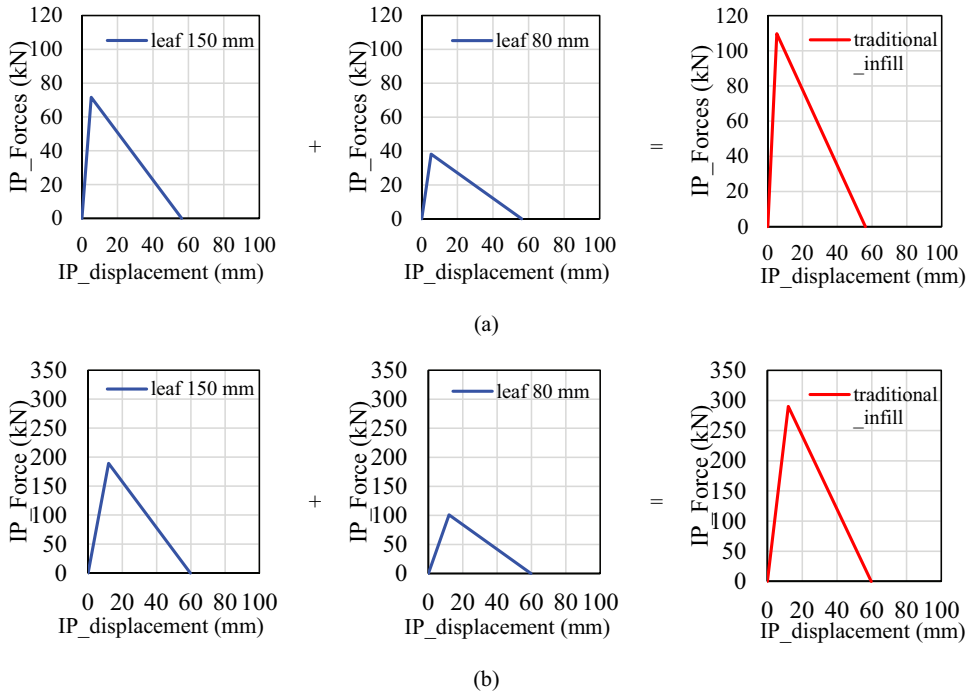 120
100
80
60
40
20
0
IP_Forces (kN)
leaf 150 mm
0 20 40 60 80 100
IP_displacement (mm)
+
120
100
80
60
40
20
0
IP_Forces (kN)
leaf 80 mm
0 20 40 60 80 100
IP_displacement (mm)
=
120
100
80
60
40
20
0
IP_Forces (kN)
traditional
_infill
0 20 40 60 80 100
IP_displacement (mm)
(a)
350
300
250
200
150
100
50
0
IP_Force (kN)
leaf 150 mm
0 20 40 60 80 100
IP_displacement (mm)
+
350
300
250
200
150
100
50
0
IP_Force (kN)
leaf 80 mm
0 20 40 60 80 100
IP_displacement (mm)
=
350
300
250
200
150
100
50
0
IP_Force (kN)
traditional
_infill
0 20 40 60 80 100
IP_displacement (mm)
(b)